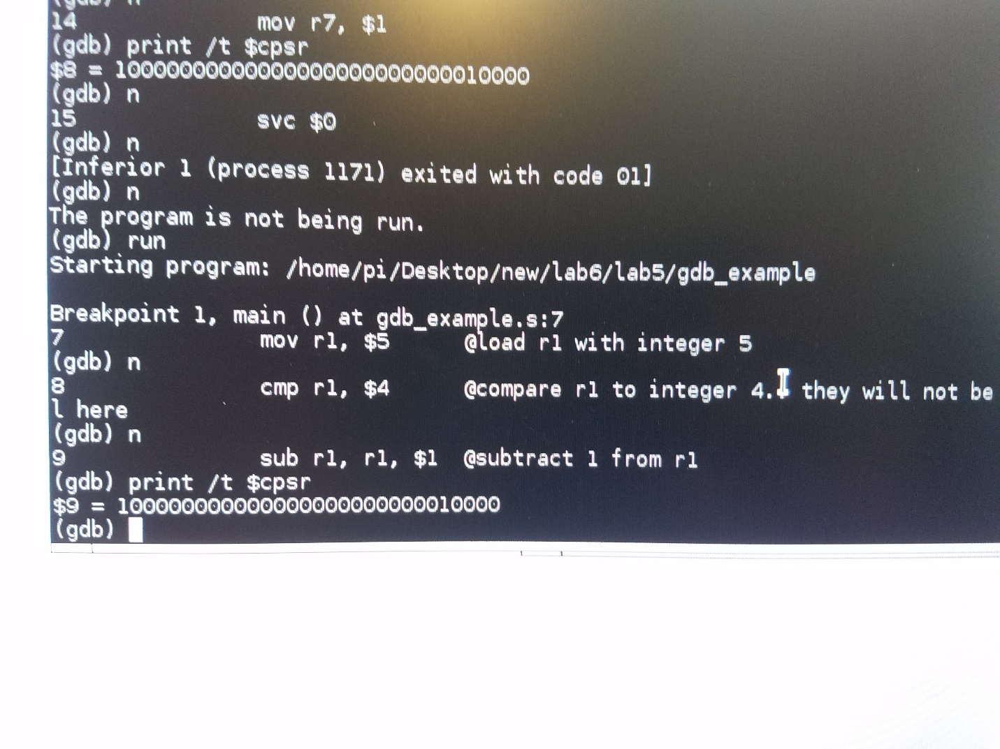 (gdb) n
14 mov r7, $1
(gdb) print /t $cpsr
$8 = 10000000000000000000000000010000
(gdb) n
15 svc $0
(gdb) n
[Inferior 1 (process 1171) exited with code 01]
(gdb) n
The program is not being run.
(gdb) run
Starting program: /home/pi/Desktop/new/lab6/lab5/gdb_example
Breakpoint 1, main () at gdb_example.s:7
7 mov r1, $5 @load r1 with integer 5
(gdb) n
8 cmp r1, $4 @compare r1 to integer 4. they will not be
l here
(gdb) n
9 sub r1, r1, $1 @subtract 1 from r1
(gdb) print /t $cpsr
$9 = 100000000000000000000000010000
(gdb)